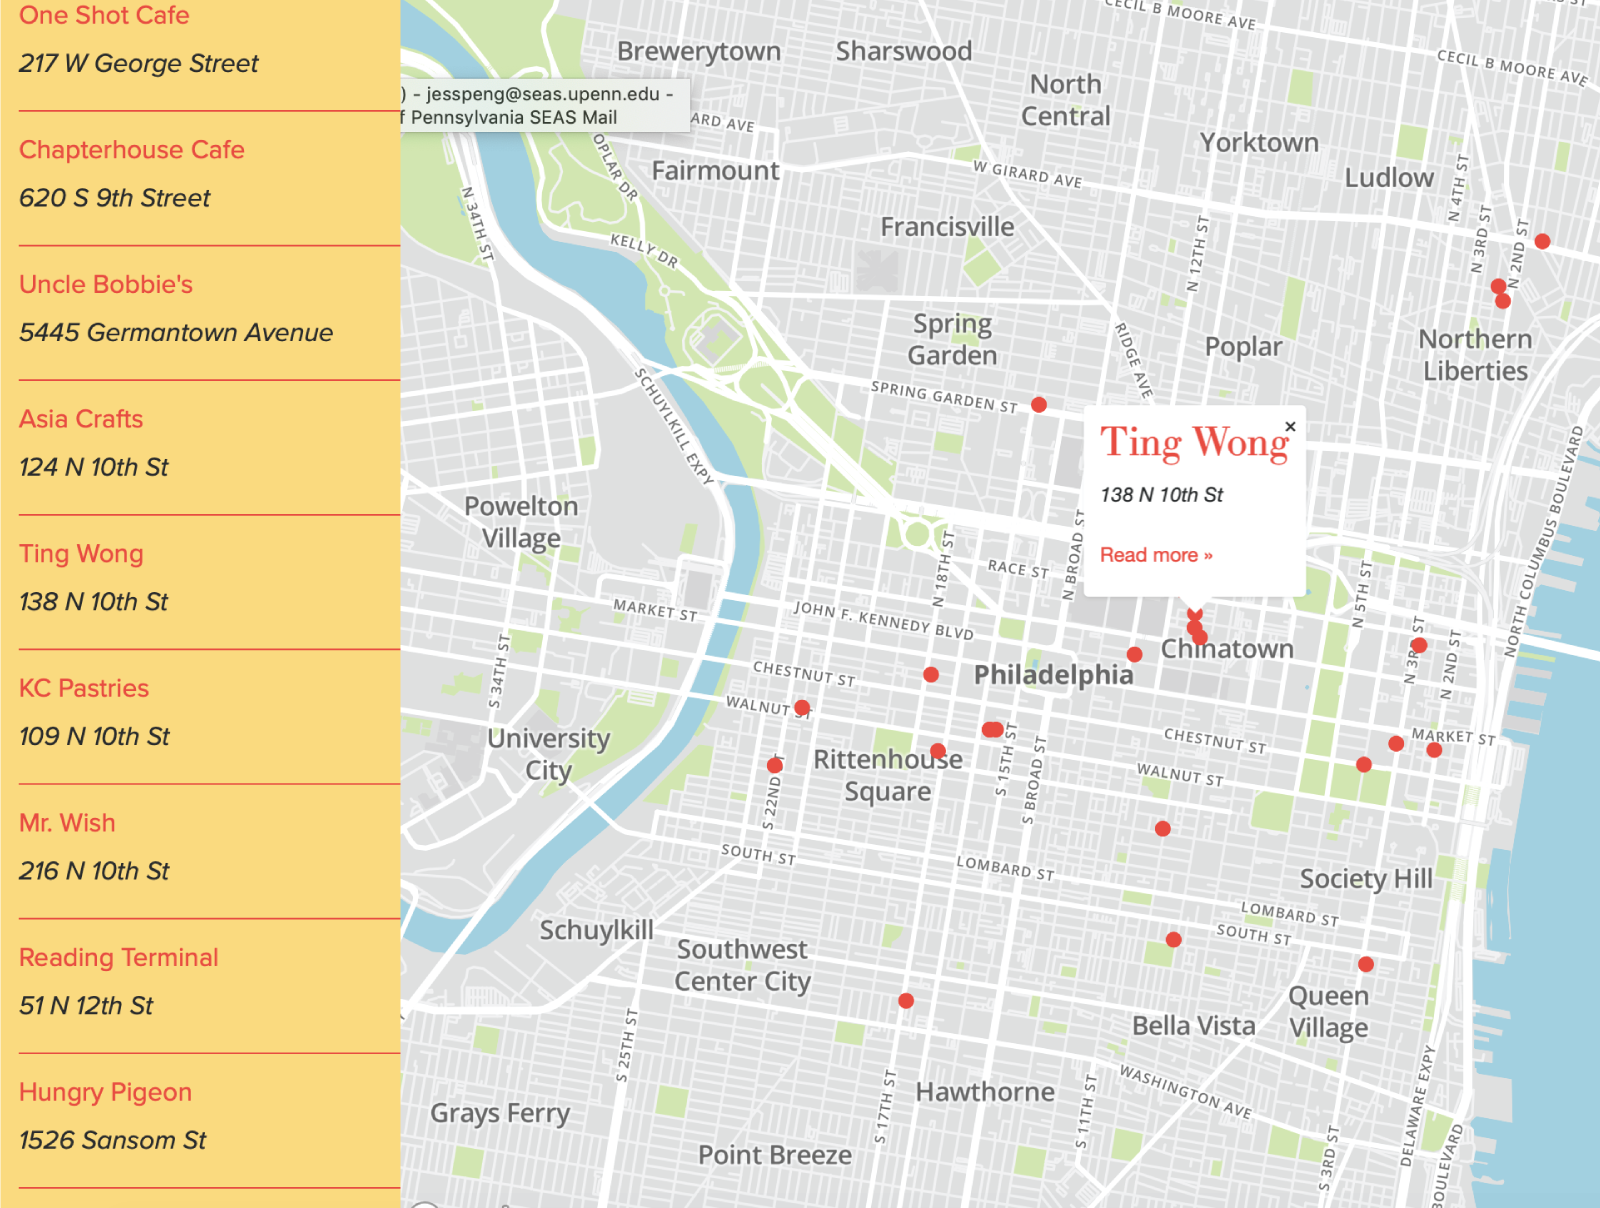 One Shot Cafe
217 W George Street
Chapterhouse Cafe
620 S 9th Street
Uncle Bobbie's
5445 Germantown Avenue
Asia Crafts
124 N 10th St
Ting Wong
138 N 10th St
KC Pastries
109 N 10th St
Mr. Wish
216 N 10th St
Reading Terminal
51 N 12th St
Hungry Pigeon
1526 Sansom St
) - jesspeng@seas.upenn.edu -
f Pennsylvania SEAS Mail
CECIL B MOORE AVE
CECIL B MOORE AVE
Brewerytown
Sharswood
North
Central
Yorktown
Ludlow
ARD AVE
OPLAR DR
Fairmount
W GIRARD AVE
N 4TH ST
N 34TH ST
KELLY DR
Francisville
N 12TH ST
N 3RD ST
N 2ND ST
Spring
Garden
RIDGE AVE
Poplar
Northern
Liberties
SCHUYLKILL EXPY
SPRING GARDEN ST
Ting Wong
×
138 N 10th St
Read more »
Powelton
Village
N 18TH ST
RACE ST
N BROAD ST
N 5TH ST
NORTH COLUMBUS BOULEVARD
MARKET ST
JOHN F. KENNEDY BLVD
Chinatown
N 3RD ST
N 2ND ST
S 34TH ST
CHESTNUT ST
Philadelphia
WALNUT ST
University
City
Rittenhouse
Square
S 22ND ST
S 15TH ST
S BROAD ST
CHESTNUT ST
WALNUT ST
MARKET ST
SOUTH ST
LOMBARD ST
Society Hill
LOMBARD ST
SOUTH ST
Schuylkill
Southwest
Center City
Queen
Village
Bella Vista
S 25TH ST
S 17TH ST
Hawthorne
S 11TH ST
WASHINGTON AVE
Grays Ferry
Point Breeze
S 3RD ST
DELAWARE EXPY
BOULEVARD